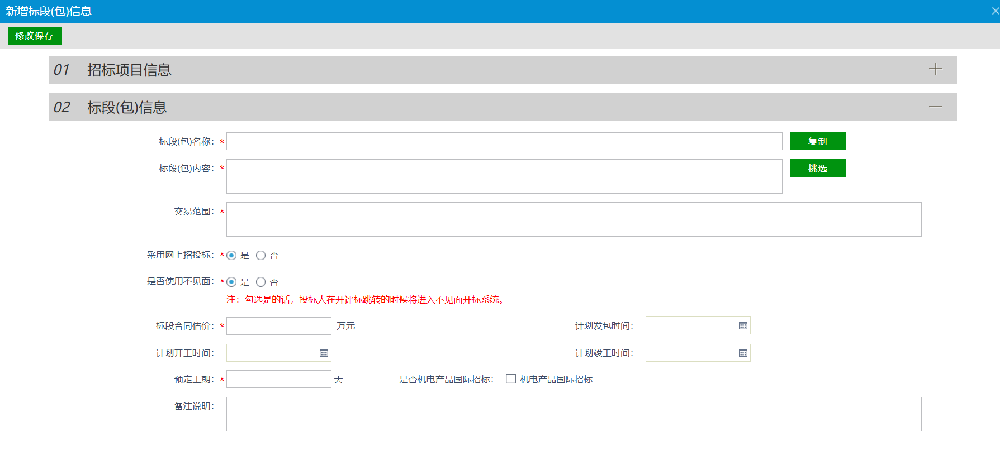 新增标段(包)信息
修改保存
01 招标项目信息
02 标段(包)信息
标段(包)名称：* 复制
标段(包)内容：* 挑选
交易范围：*
采用网上招投标：* 是 否
是否使用不见面：* 是 否
注：勾选是的话，投标人在开评标跳转的时候将进入不见面开标系统。
标段合同估价：* 万元 计划发包时间：
计划开工时间： 计划竣工时间：
预定工期：* 天 是否机电产品国际招标： 机电产品国际招标
备注说明：